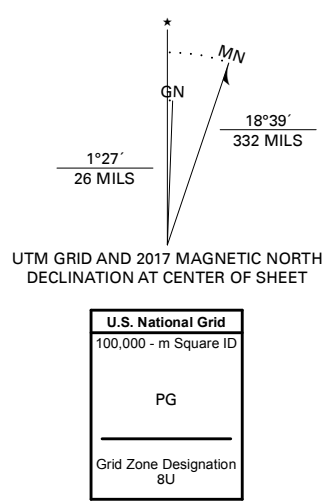 MN
GN
18°39´
332 MILS
1°27´
26 MILS
UTM GRID AND 2017 MAGNETIC NORTH
DECLINATION AT CENTER OF SHEET
U.S. National Grid
100,000 - m Square ID
PG
Grid Zone Designation
8U